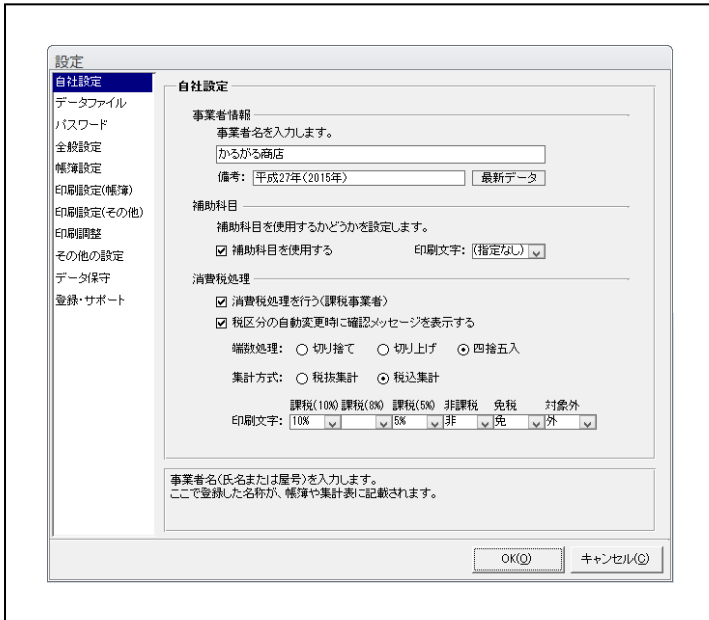 設定
自社設定
データファイル
パスワード
全般設定
帳簿設定
印刷設定(帳簿)
印刷設定(その他)
印刷調整
その他の設定
データ保守
登録・サポート
自社設定
事業者情報
事業者名を入力します。
かるがる商店
備考: 平成27年(2015年) 最新データ
補助科目
補助科目を使用するかどうかを設定します。
補助科目を使用する 印刷文字: (指定なし)
消費税処理
消費税処理を行う(課税事業者)
税区分の自動変更時に確認メッセージを表示する
端数処理: 切り捨て 切り上げ 四捨五入
集計方式: 税抜集計 税込集計
課税(10%) 課税(8%) 課税(5%) 非課税 免税 対象外
印刷文字: 10% 5% 非 免 外
事業者名(氏名または屋号)を入力します。
ここで登録した名称が、帳簿や集計表に記載されます。
OK(O) キャンセル(C)